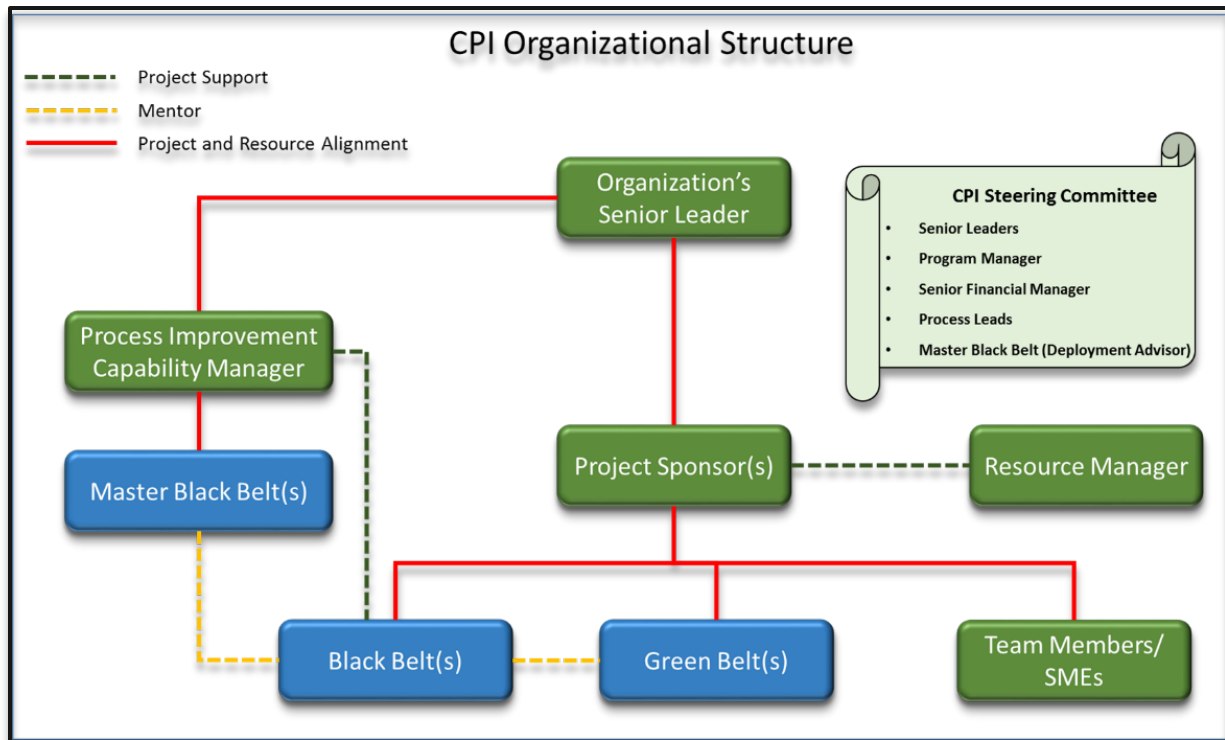 CPI Organizational Structure
Project Support
Mentor
Project and Resource Alignment
Organization’s
Senior Leader
CPI Steering Committee
• Senior Leaders
• Program Manager
• Senior Financial Manager
• Process Leads
• Master Black Belt (Deployment Advisor)
Process Improvement
Capability Manager
Master Black Belt(s)
Project Sponsor(s)
Resource Manager
Black Belt(s)
Green Belt(s)
Team Members/
SMEs